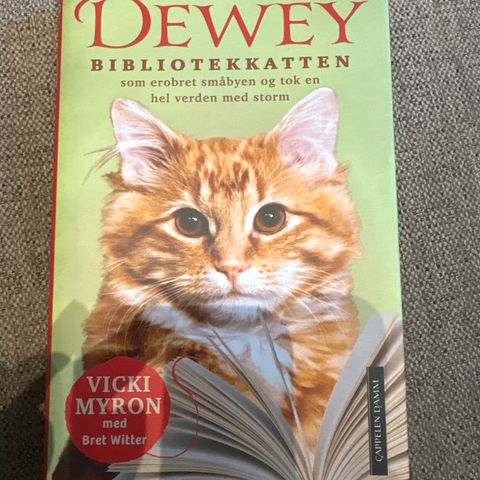 DEWEY
BIBLIOTEKKATTEN
som erobret småbyen og tok en
hel verden med storm
VICKI
MYRON
med
Bret Witter
CAPPELEN DAMM